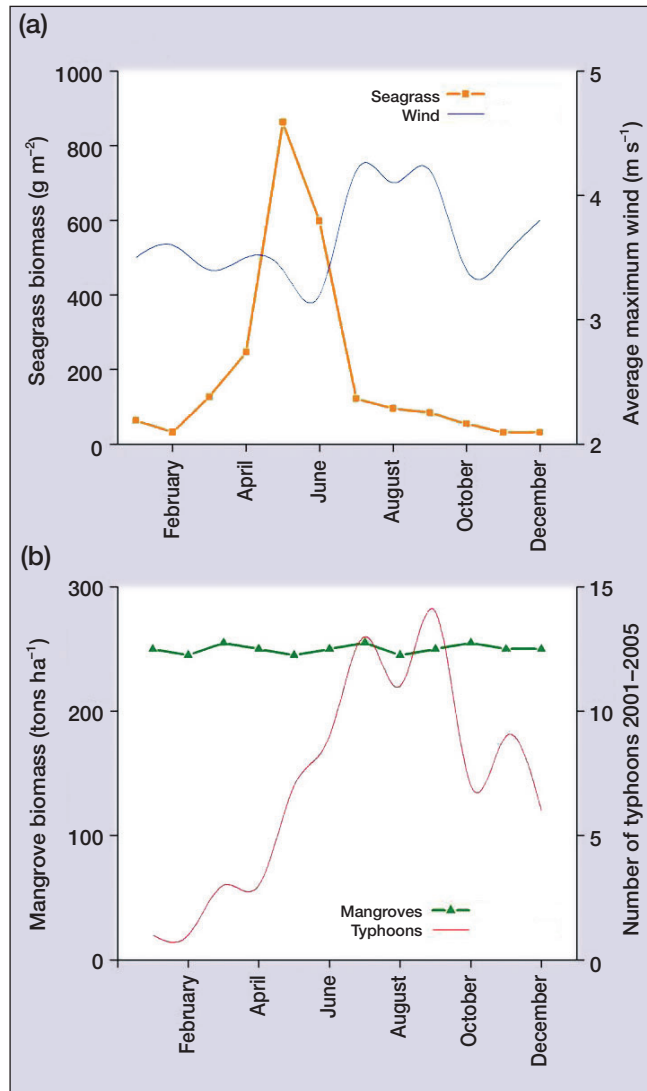 (a)
Seagrass biomass (g m⁻²)
1000
800
600
400
200
0
Seagrass
Wind
5
4
3
2
Average maximum wind (m s⁻¹)
February
April
June
August
October
December
(b)
Mangrove biomass (tons ha⁻¹)
300
200
100
0
Mangroves
Typhoons
15
10
5
0
Number of typhoons 2001–2005
February
April
June
August
October
December